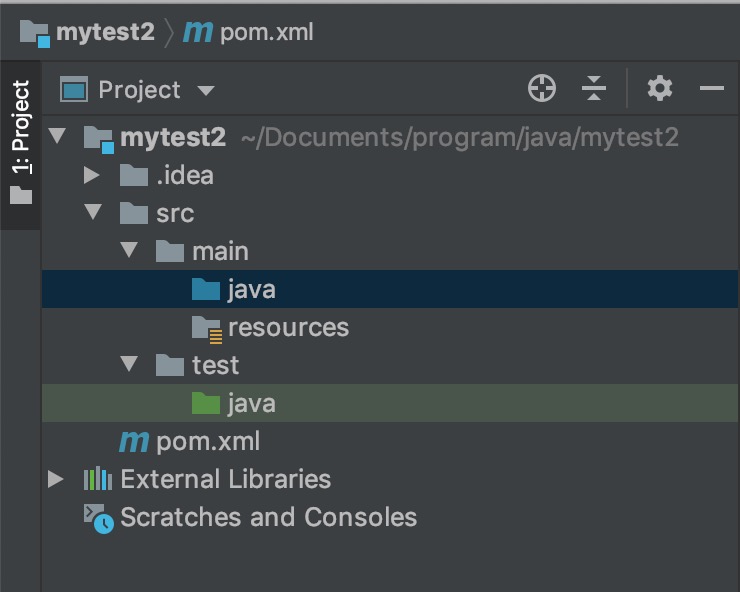 mytest2 〉 m pom.xml
1: Project
Project
mytest2 ~/Documents/program/java/mytest2
.idea
src
main
java
resources
test
java
m pom.xml
External Libraries
Scratches and Consoles